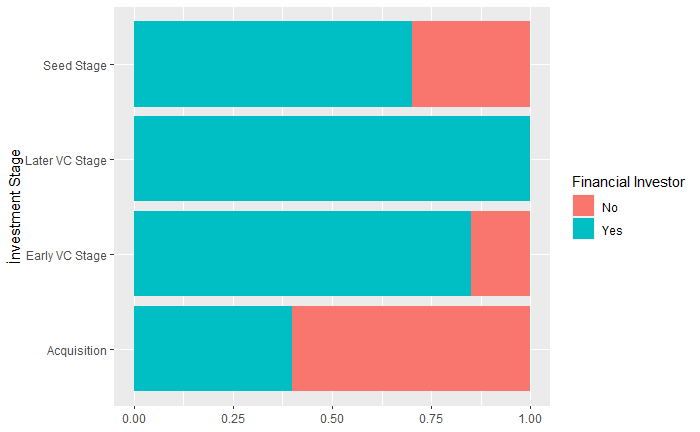 Seed Stage
Later VC Stage
Early VC Stage
Acquisition
İnvestment Stage
0.00 0.25 0.50 0.75 1.00
Financial Investor
No
Yes